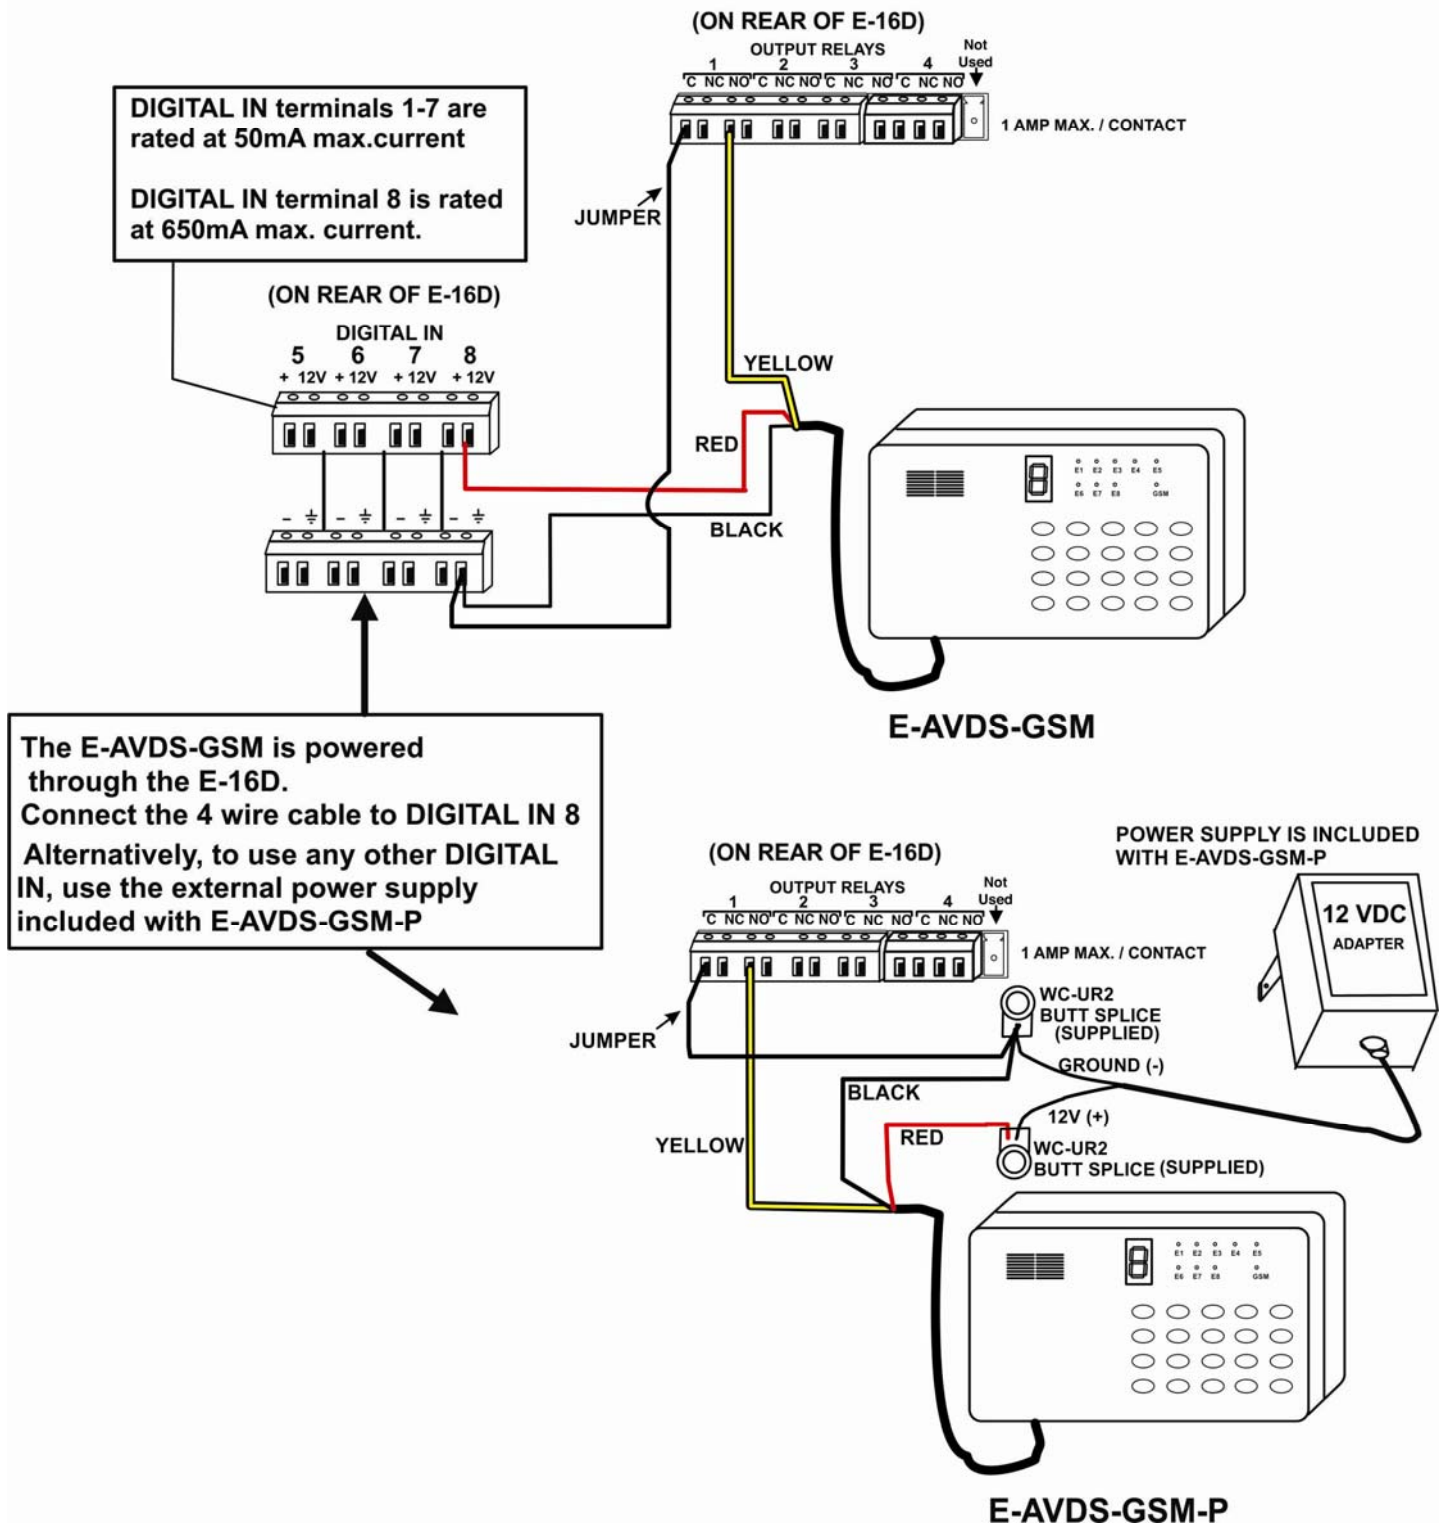 (ON REAR OF E-16D)
OUTPUT RELAYS
Not
Used
1 2 3 4
C NC NO C NC NO C NC NO C NC NO
1 AMP MAX. / CONTACT
DIGITAL IN terminals 1-7 are
rated at 50mA max.current
DIGITAL IN terminal 8 is rated
at 650mA max. current.
JUMPER
(ON REAR OF E-16D)
DIGITAL IN
5 6 7 8
+ 12V + 12V + 12V + 12V
YELLOW
RED
BLACK
- - - -
E1 E2 E3 E4 E5
E6 E7 E8 GSM
8
E-AVDS-GSM
The E-AVDS-GSM is powered
through the E-16D.
Connect the 4 wire cable to DIGITAL IN 8
Alternatively, to use any other DIGITAL
IN, use the external power supply
included with E-AVDS-GSM-P
POWER SUPPLY IS INCLUDED
WITH E-AVDS-GSM-P
12 VDC
ADAPTER
(ON REAR OF E-16D)
OUTPUT RELAYS
Not
Used
1 2 3 4
C NC NO C NC NO C NC NO C NC NO
1 AMP MAX. / CONTACT
JUMPER
WC-UR2
BUTT SPLICE
(SUPPLIED)
GROUND (-)
BLACK
12V (+)
RED
YELLOW
WC-UR2
BUTT SPLICE (SUPPLIED)
E1 E2 E3 E4 E5
E6 E7 E8 GSM
8
E-AVDS-GSM-P